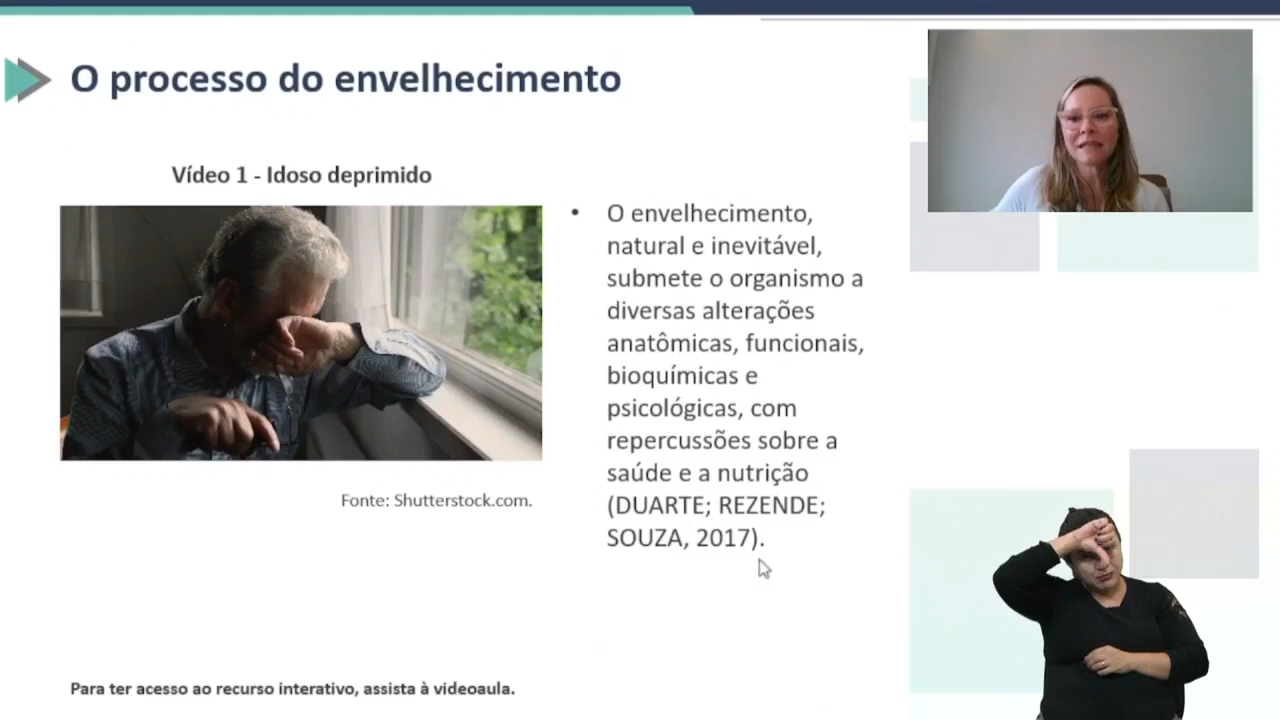 O processo do envelhecimento
Vídeo 1 - Idoso deprimido
Fonte: Shutterstock.com.
• O envelhecimento,
natural e inevitável,
submete o organismo a
diversas alterações
anatômicas, funcionais,
bioquímicas e
psicológicas, com
repercussões sobre a
saúde e a nutrição
(DUARTE; REZENDE;
SOUZA, 2017).
Para ter acesso ao recurso interativo, assista à videoaula.